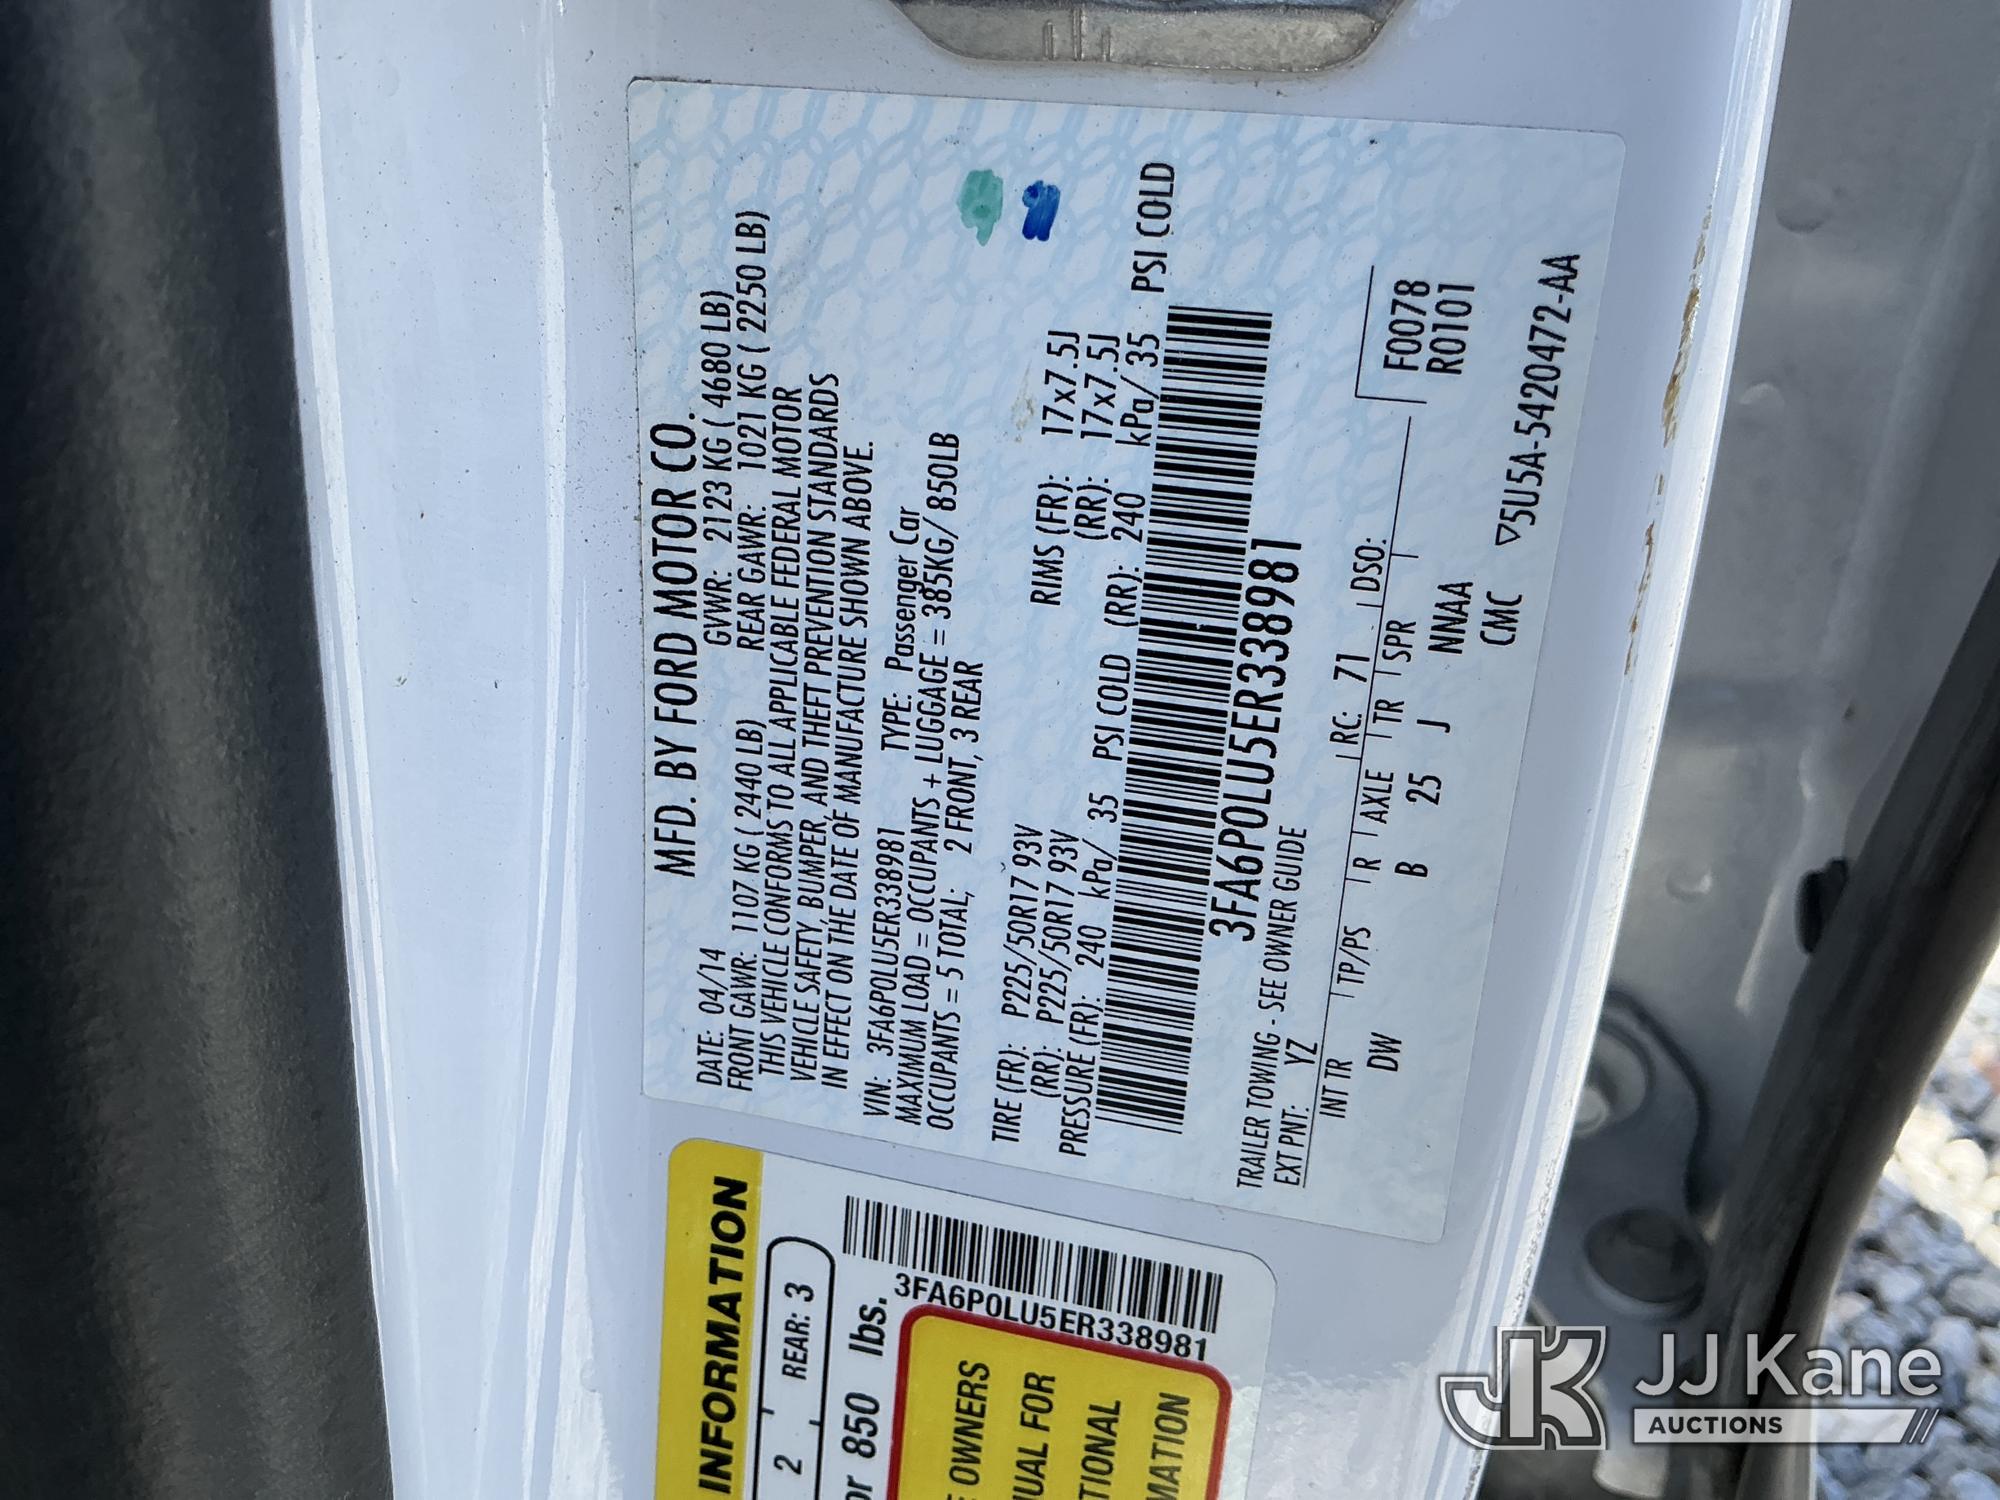 MFD. BY FORD MOTOR CO.
DATE: 04/14 GVWR: 2123 KG ( 4680 LB)
FRONT GAWR: 1107 KG ( 2440 LB) REAR GAWR: 1021 KG ( 2250 LB)
THIS VEHICLE CONFORMS TO ALL APPLICABLE FEDERAL MOTOR
VEHICLE SAFETY, BUMPER, AND THEFT PREVENTION STANDARDS
IN EFFECT ON THE DATE OF MANUFACTURE SHOWN ABOVE.
VIN: 3FA6P0LU5ER338981 TYPE: Passenger Car
MAXIMUM LOAD = OCCUPANTS + LUGGAGE = 385KG/ 850LB
OCCUPANTS = 5 TOTAL, 2 FRONT, 3 REAR
TIRE (FR): P225/50R17 93V RIMS (FR): 17x7.5J
(RR): P225/50R17 93V (RR): 17x7.5J
PRESSURE (FR): 240 kPa/ 35 PSI COLD (RR): 240 kPa/ 35 PSI COLD
3FA6P0LU5ER338981
TRAILER TOWING - SEE OWNER GUIDE
EXT PNT: YZ RC: 71 DSO:
INT TR TP/PS R AXLE TR SPR
DW B 25 J NNAA
F0078
R0101
CMC ▽5U5A-5420472-AA
INFORMATION
2 REAR: 3
or 850 lbs.
3FA6P0LU5ER338981
OWNERS
FOR
JJ Kane
AUCTIONS